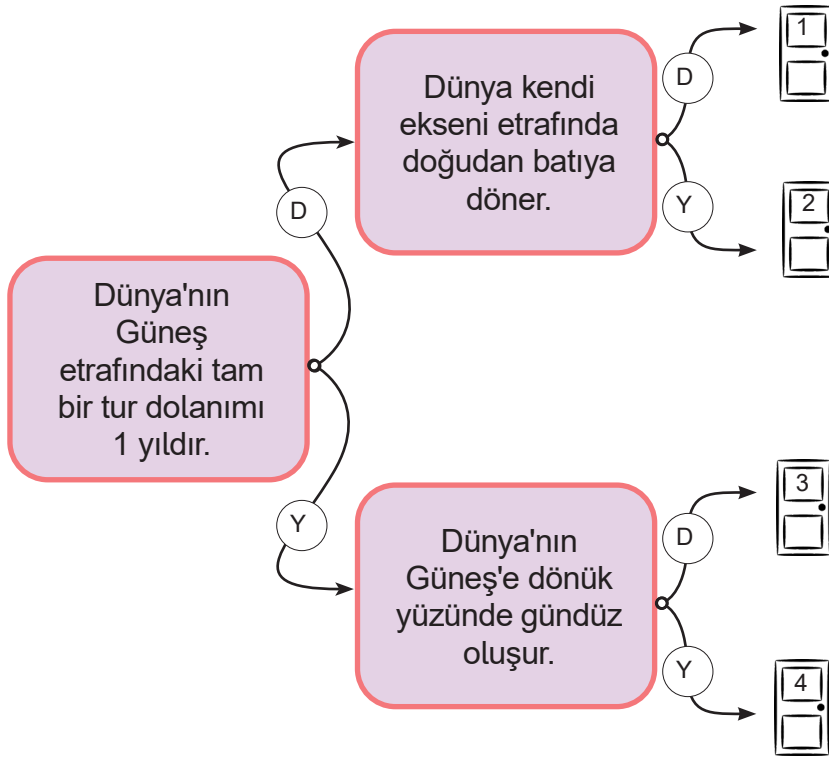 Dünya kendi
ekseni etrafında
doğudan batıya
döner.
D
1
Y
2
D
Dünya'nın
Güneş
etrafındaki tam
bir tur dolanımı
1 yıldır.
Y
Dünya'nın
Güneş'e dönük
yüzünde gündüz
oluşur.
D
3
Y
4